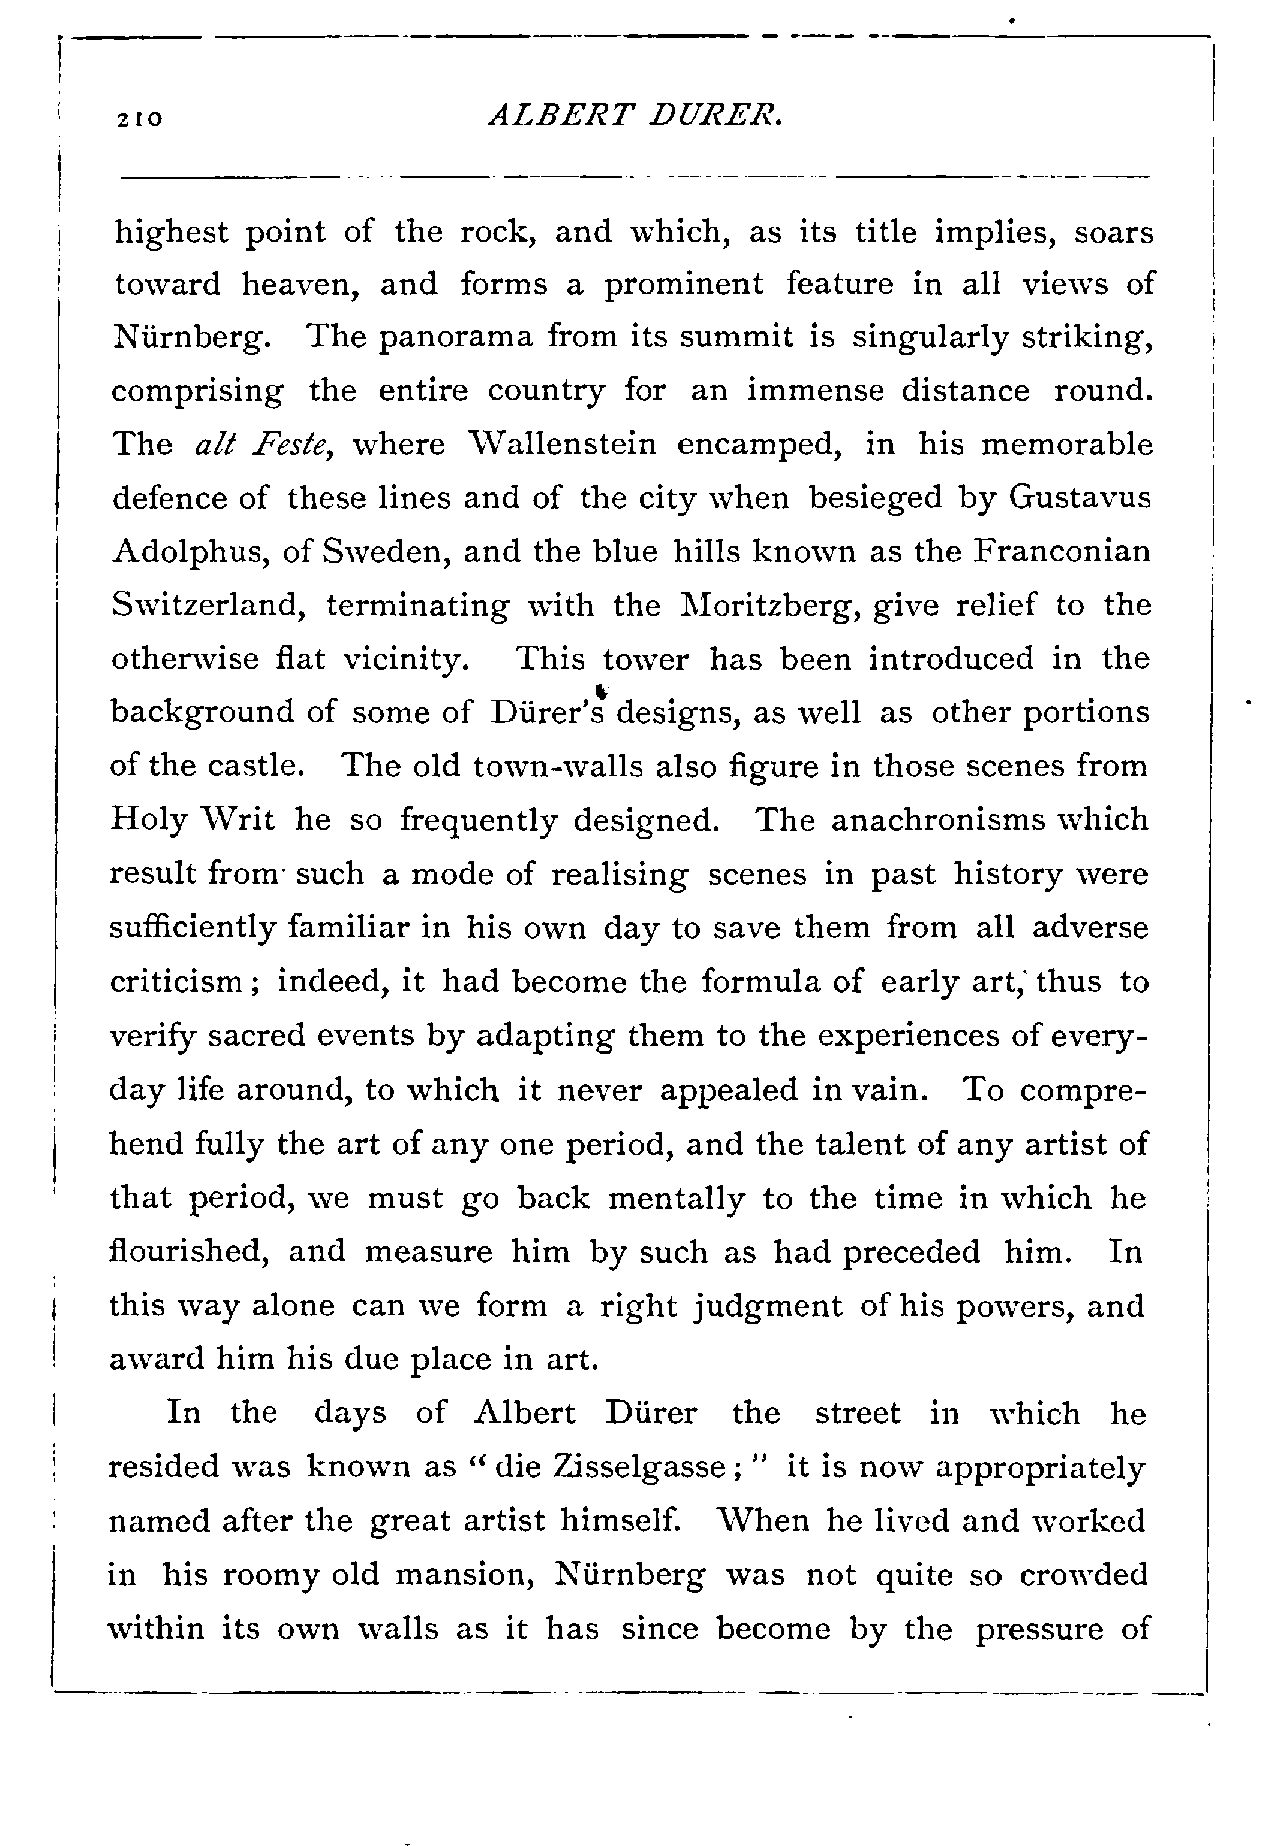 210 ALBERT DURER.
highest point of the rock, and which, as its title implies, soars
toward heaven, and forms a prominent feature in all views of
Nürnberg. The panorama from its summit is singularly striking,
comprising the entire country for an immense distance round.
The alt Feste, where Wallenstein encamped, in his memorable
defence of these lines and of the city when besieged by Gustavus
Adolphus, of Sweden, and the blue hills known as the Franconian
Switzerland, terminating with the Moritzberg, give relief to the
otherwise flat vicinity. This tower has been introduced in the
background of some of Dürer's designs, as well as other portions
of the castle. The old town-walls also figure in those scenes from
Holy Writ he so frequently designed. The anachronisms which
result from such a mode of realising scenes in past history were
sufficiently familiar in his own day to save them from all adverse
criticism; indeed, it had become the formula of early art, thus to
verify sacred events by adapting them to the experiences of every-
day life around, to which it never appealed in vain. To compre-
hend fully the art of any one period, and the talent of any artist of
that period, we must go back mentally to the time in which he
flourished, and measure him by such as had preceded him. In
this way alone can we form a right judgment of his powers, and
award him his due place in art.
In the days of Albert Dürer the street in which he
resided was known as "die Zisselgasse;" it is now appropriately
named after the great artist himself. When he lived and worked
in his roomy old mansion, Nürnberg was not quite so crowded
within its own walls as it has since become by the pressure of